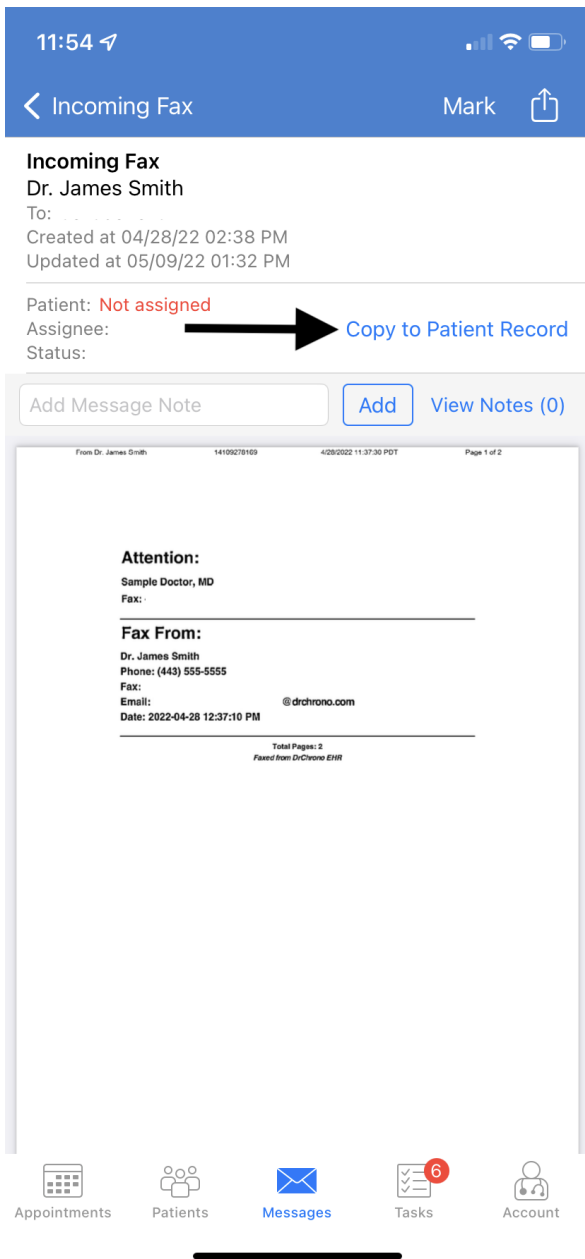 11:54
Incoming Fax Mark
Incoming Fax
Dr. James Smith
To:
Created at 04/28/22 02:38 PM
Updated at 05/09/22 01:32 PM
Patient: Not assigned
Assignee:
Copy to Patient Record
Status:
Add Message Note Add View Notes (0)
From Dr. James Smith 14109278169 4/28/2022 11:37:30 PDT Page 1 of 2
Attention:
Sample Doctor, MD
Fax:
Fax From:
Dr. James Smith
Phone: (443) 555-5555
Fax:
Email: @drchrono.com
Date: 2022-04-28 12:37:10 PM
Total Pages: 2
Faxed from DrChrono EHR
6
Appointments Patients Messages Tasks Account